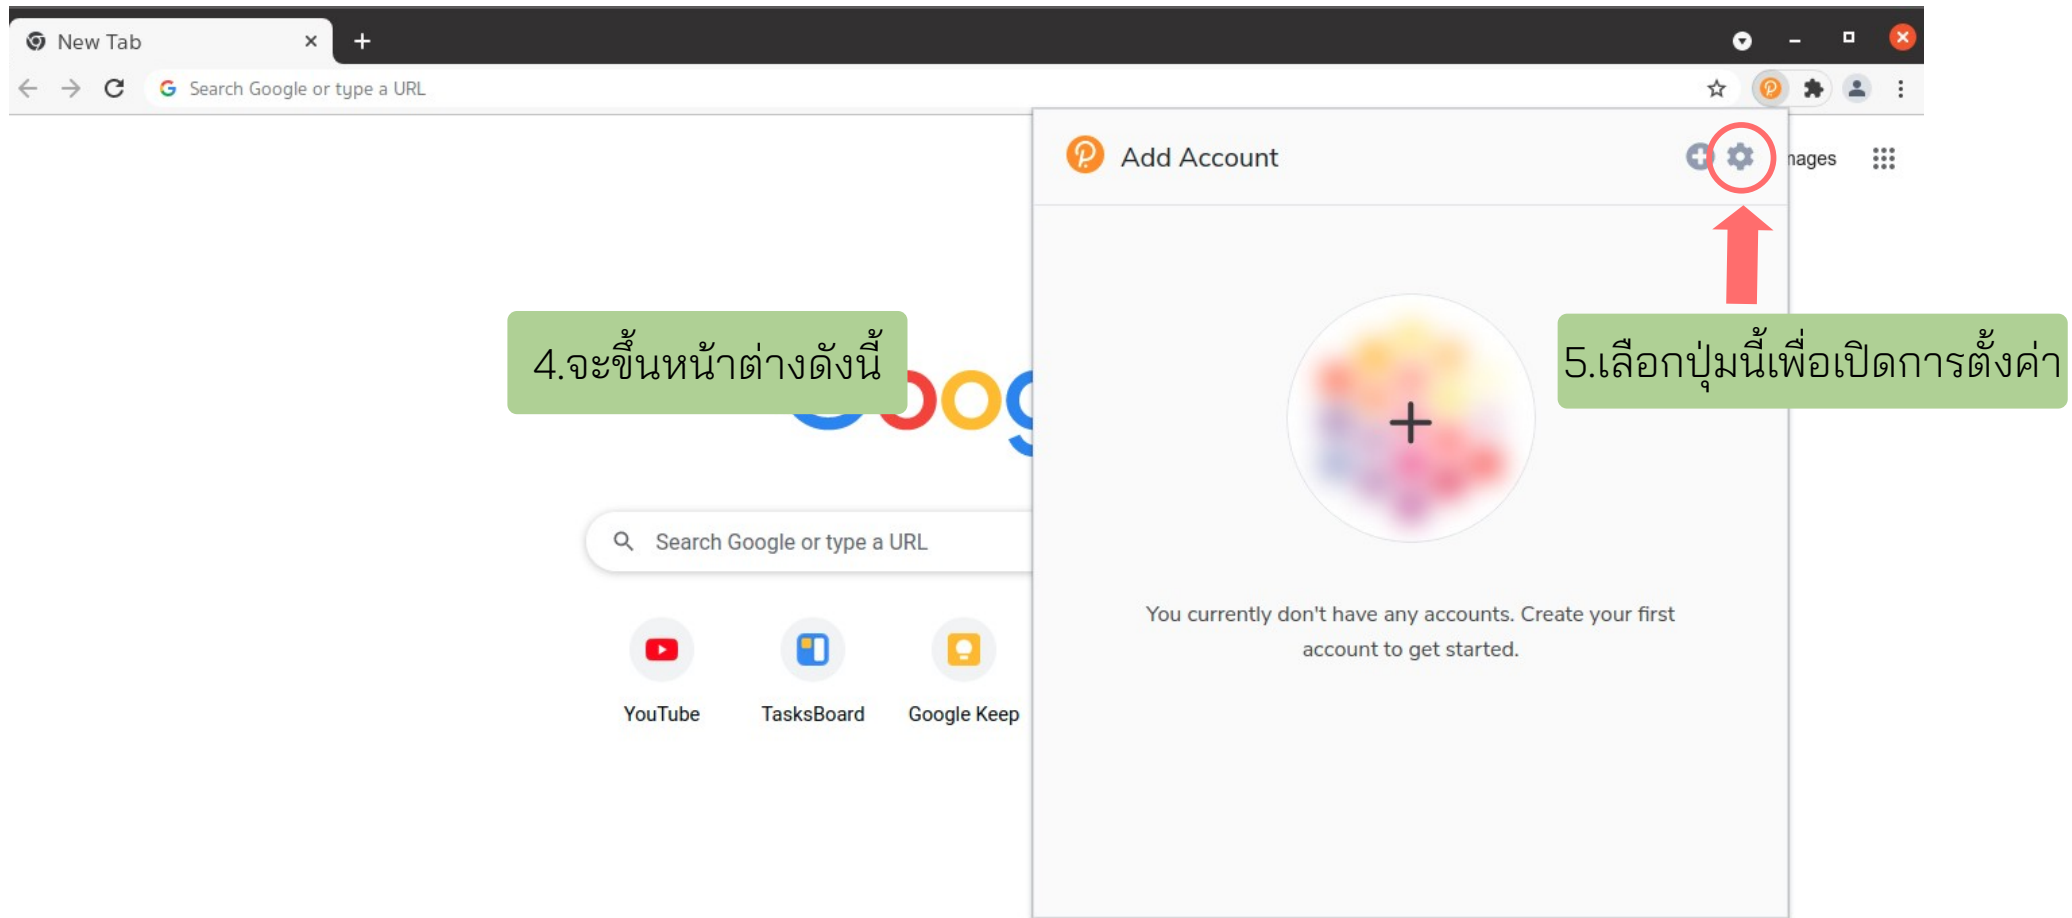 New Tab
Search Google or type a URL
Add Account
mages
4.จะขึ้นหน้าต่างดังนี้
5.เลือกปุ่มนี้เพื่อเปิดการตั้งค่า
Search Google or type a URL
You currently don't have any accounts. Create your first
account to get started.
YouTube
TasksBoard
Google Keep